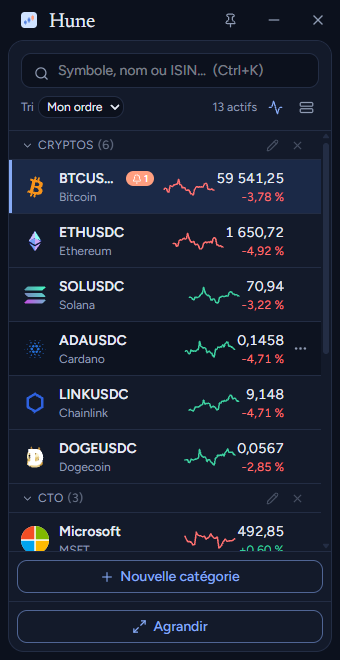 Hune
Symbole, nom ou ISIN... (Ctrl+K)
Tri Mon ordre 13 actifs
CRYPTOS (6)
BTCUS... 1 59 541,25
Bitcoin -3,78 %
ETHUSDC 1 650,72
Ethereum -4,92 %
SOLUSDC 70,94
Solana -3,22 %
ADAUSDC 0,1458
Cardano -4,71 %
LINKUSDC 9,148
Chainlink -4,71 %
DOGEUSDC 0,0567
Dogecoin -2,85 %
CTO (3)
Microsoft 492,85
MSFT +0,60 %
Nouvelle catégorie
Agrandir